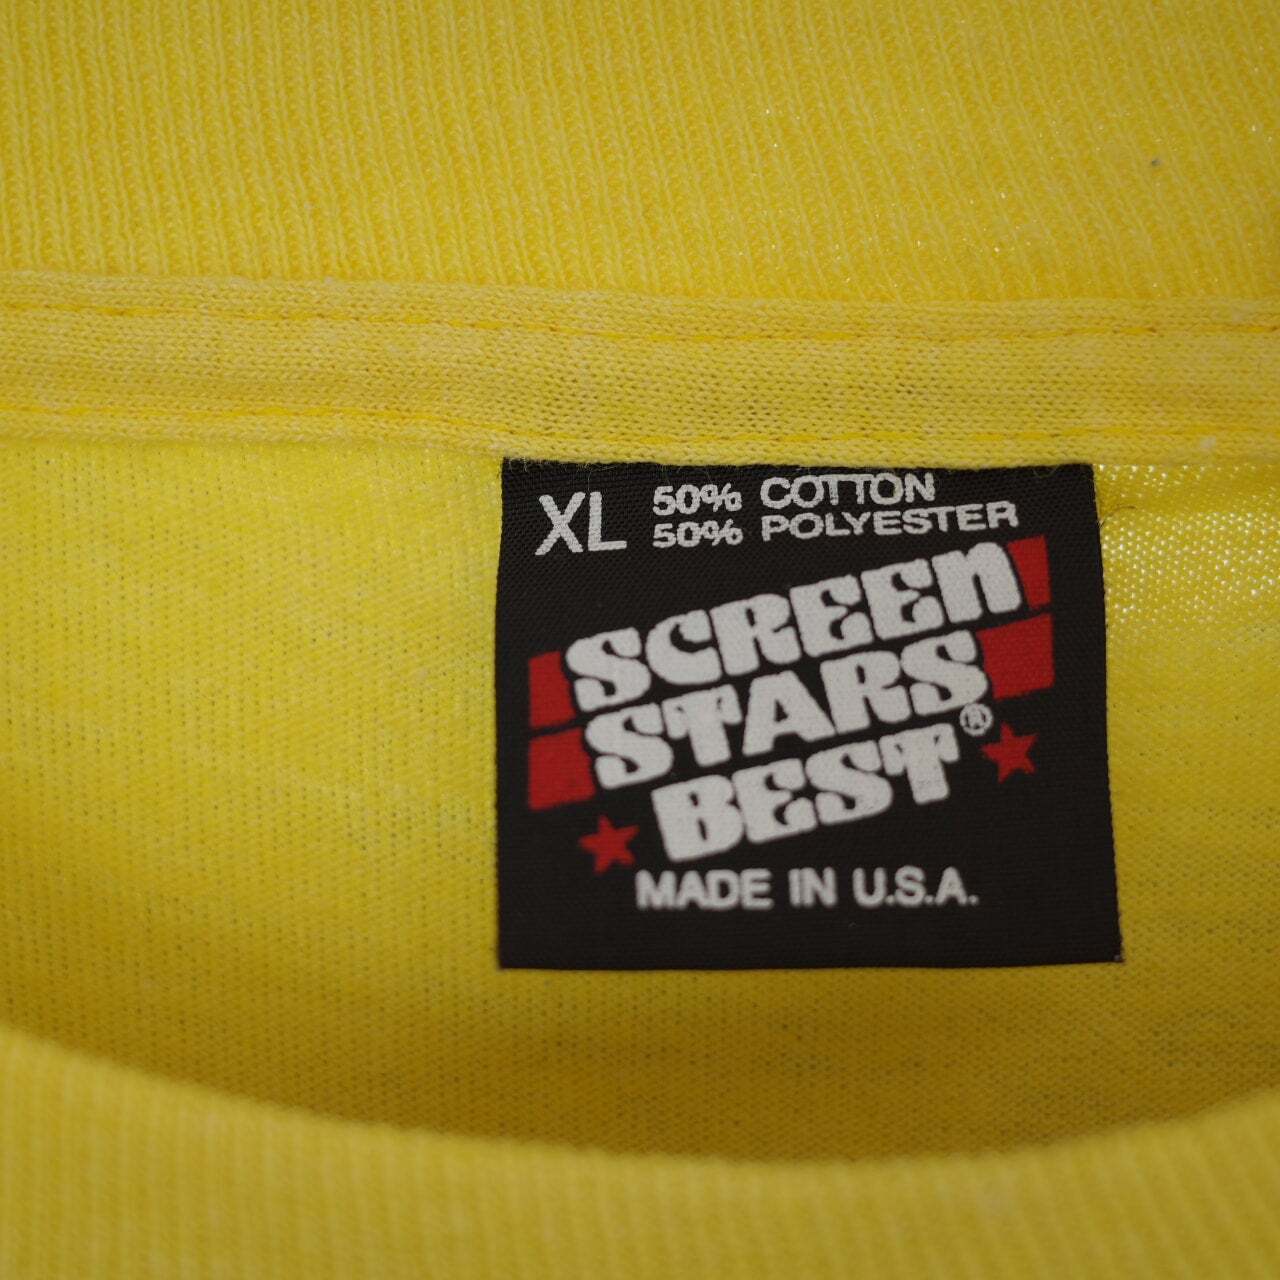 XL 50% COTTON
50% POLYESTER
SCREEN
STARS
BEST®
MADE IN U.S.A.